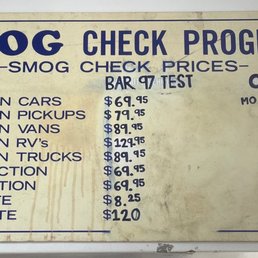 OG CHECK PROG
-SMOG CHECK PRICES-
BAR 97 TEST
N CARS $69.95
N PICKUPS $79.95
N VANS $89.95
N RV's $129.95
N TRUCKS $89.95
CTION $69.95
TION $69.95
TE $8.25
TE $120
MO